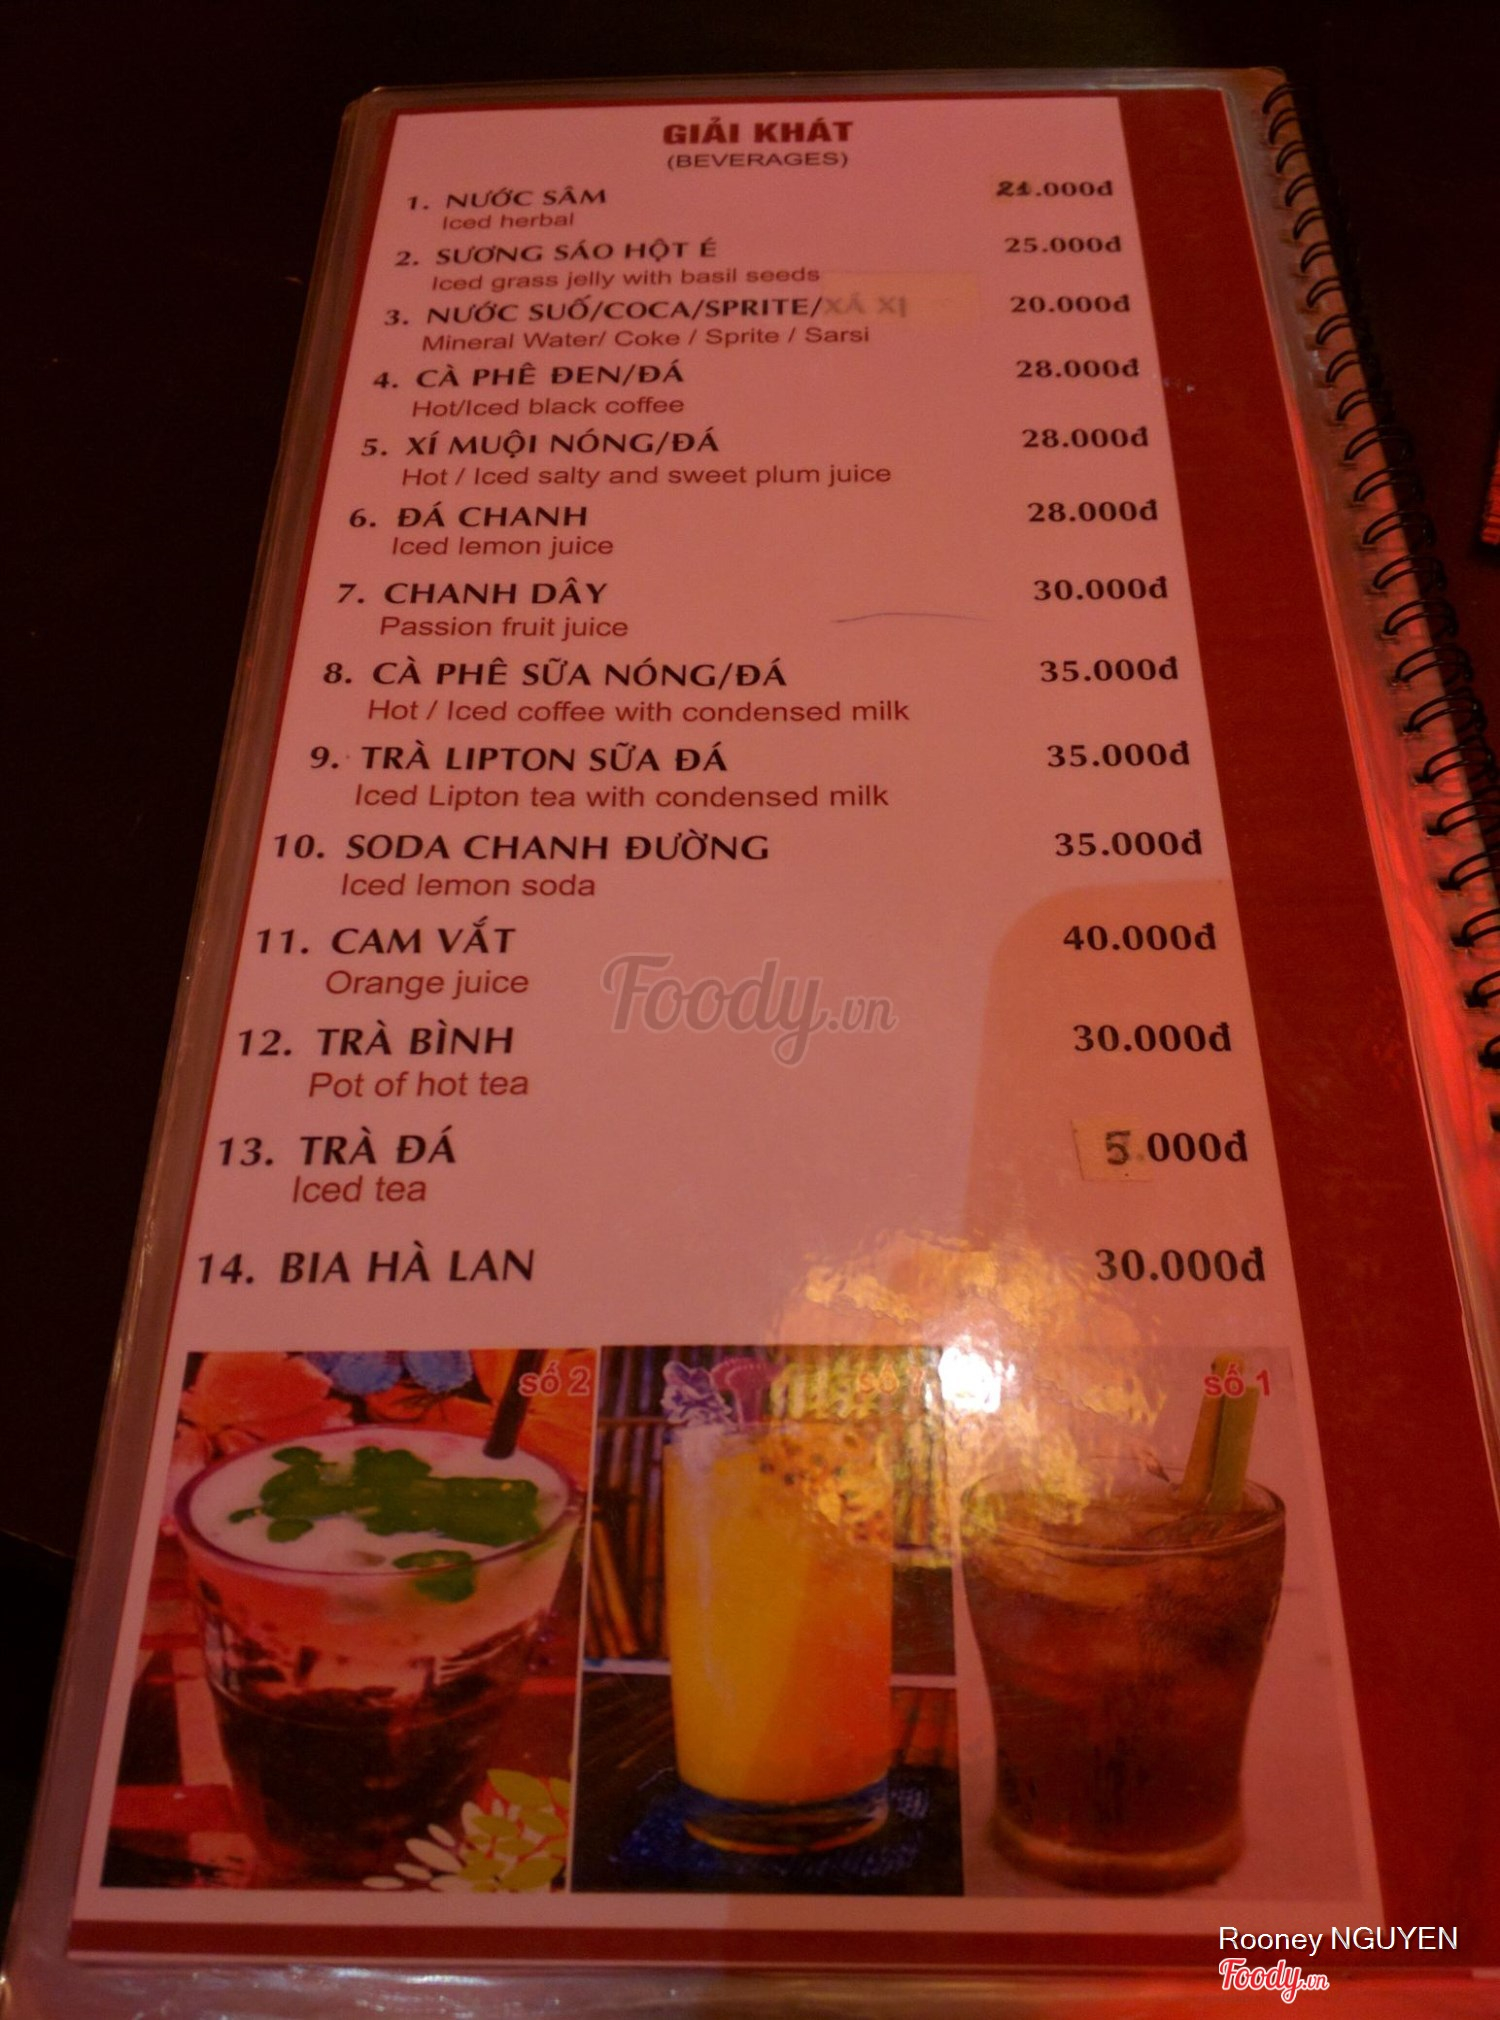 GIẢI KHÁT
(BEVERAGES)
1. NƯỚC SÂM .000đ
Iced herbal
2. SƯƠNG SÁO HỘT É 25.000đ
Iced grass jelly with basil seeds
3. NƯỚC SUỐ/COCA/SPRITE/XÁ XỊ 20.000đ
Mineral Water/ Coke / Sprite / Sarsi
4. CÀ PHÊ ĐEN/ĐÁ 28.000đ
Hot/Iced black coffee
5. XÍ MUỘI NÓNG/ĐÁ 28.000đ
Hot / Iced salty and sweet plum juice
6. ĐÁ CHANH 28.000đ
Iced lemon juice
7. CHANH DÂY 30.000đ
Passion fruit juice
8. CÀ PHÊ SỮA NÓNG/ĐÁ 35.000đ
Hot / Iced coffee with condensed milk
9. TRÀ LIPTON SỮA ĐÁ 35.000đ
Iced Lipton tea with condensed milk
10. SODA CHANH ĐƯỜNG 35.000đ
Iced lemon soda
11. CAM VẮT 40.000đ
Orange juice
Foody.vn
12. TRÀ BÌNH 30.000đ
Pot of hot tea
13. TRÀ ĐÁ 5.000đ
Iced tea
14. BIA HÀ LAN 30.000đ
số 2 số 7 số 1
Rooney NGUYEN
Foody.vn